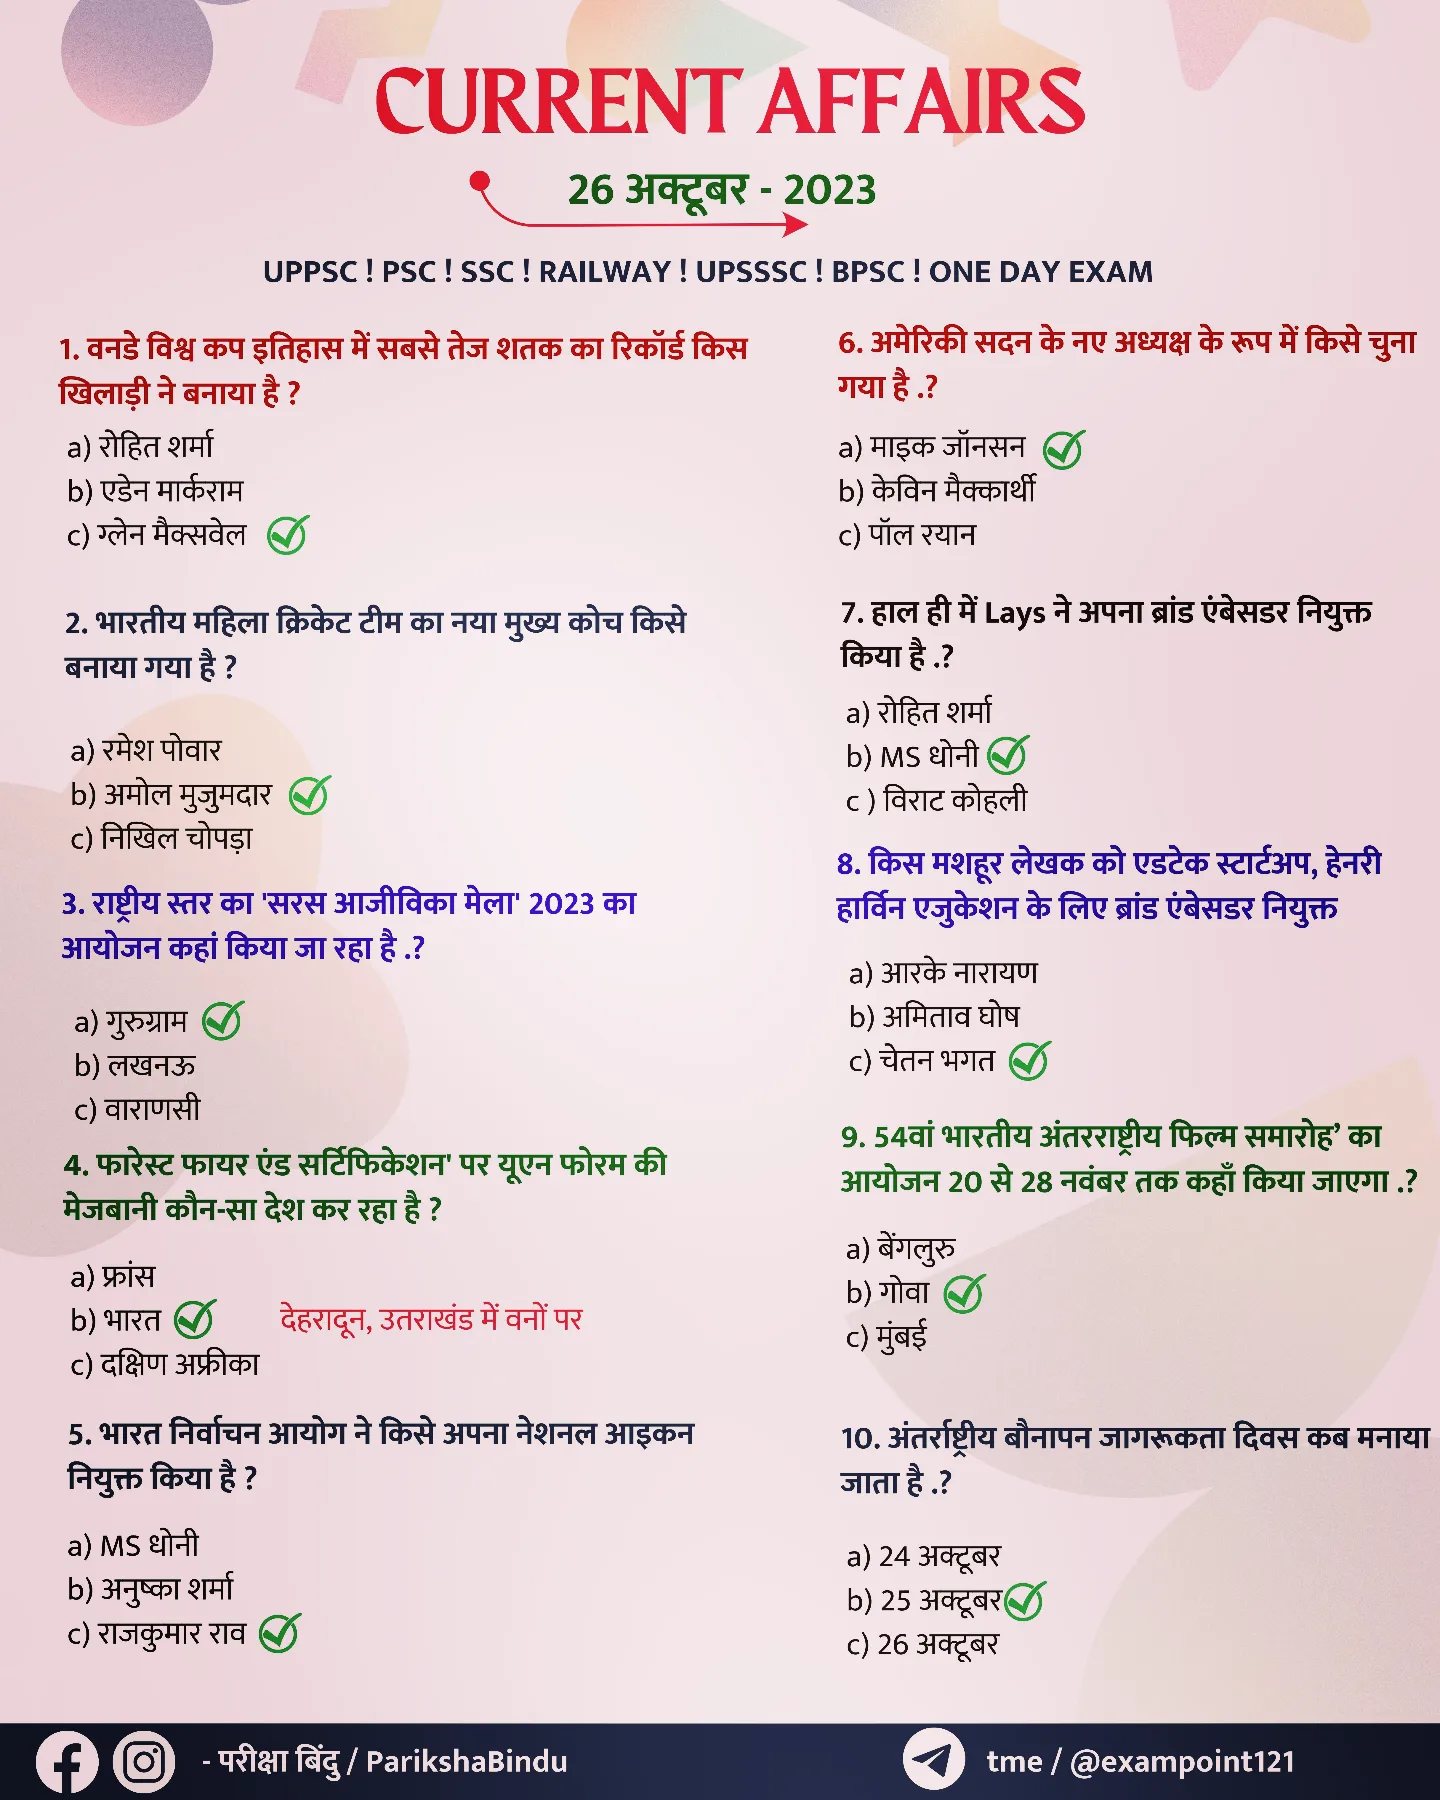 CURRENT AFFAIRS
26 अक्टूबर - 2023
UPPSC ! PSC ! SSC ! RAILWAY ! UPSSSC ! BPSC ! ONE DAY EXAM
1. वनडे विश्व कप इतिहास में सबसे तेज शतक का रिकॉर्ड किस
खिलाड़ी ने बनाया है ?
a) रोहित शर्मा
b) एडेन मार्कराम
c) ग्लेन मैक्सवेल
2. भारतीय महिला क्रिकेट टीम का नया मुख्य कोच किसे
बनाया गया है ?
a) रमेश पोवार
b) अमोल मुजुमदार
c) निखिल चोपड़ा
3. राष्ट्रीय स्तर का 'सरस आजीविका मेला' 2023 का
आयोजन कहां किया जा रहा है .?
a) गुरुग्राम
b) लखनऊ
c) वाराणसी
4. फारेस्ट फायर एंड सर्टिफिकेशन' पर यूएन फोरम की
मेजबानी कौन-सा देश कर रहा है ?
a) फ्रांस
b) भारत देहरादून, उतराखंड में वनों पर
c) दक्षिण अफ्रीका
5. भारत निर्वाचन आयोग ने किसे अपना नेशनल आइकन
नियुक्त किया है ?
a) MS धोनी
b) अनुष्का शर्मा
c) राजकुमार राव
6. अमेरिकी सदन के नए अध्यक्ष के रूप में किसे चुना
गया है .?
a) माइक जॉनसन
b) केविन मैक्कार्थी
c) पॉल रयान
7. हाल ही में Lays ने अपना ब्रांड एंबेसडर नियुक्त
किया है .?
a) रोहित शर्मा
b) MS धोनी
c ) विराट कोहली
8. किस मशहूर लेखक को एडटेक स्टार्टअप, हेनरी
हार्विन एजुकेशन के लिए ब्रांड एंबेसडर नियुक्त
a) आरके नारायण
b) अमिताव घोष
c) चेतन भगत
9. 54वां भारतीय अंतरराष्ट्रीय फिल्म समारोह’ का
आयोजन 20 से 28 नवंबर तक कहाँ किया जाएगा .?
a) बेंगलुरु
b) गोवा
c) मुंबई
10. अंतर्राष्ट्रीय बौनापन जागरूकता दिवस कब मनाया
जाता है .?
a) 24 अक्टूबर
b) 25 अक्टूबर
c) 26 अक्टूबर
- परीक्षा बिंदु / ParikshaBindu
tme / @exampoint121